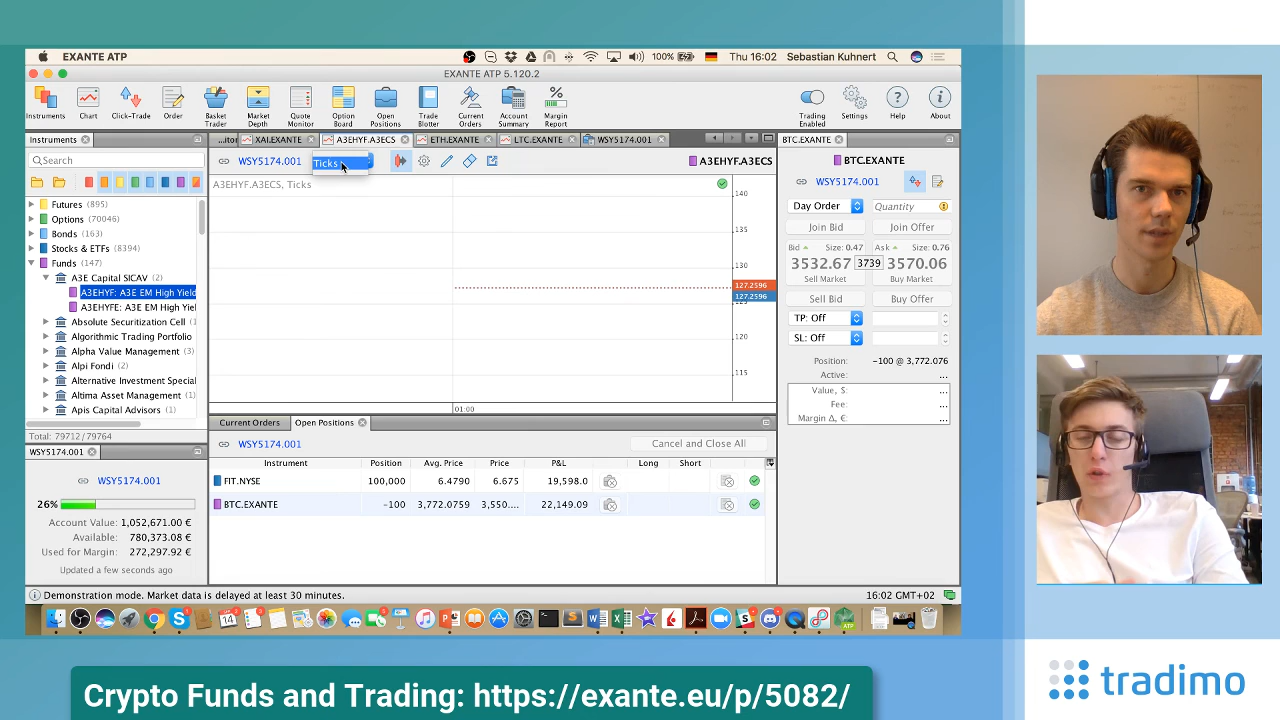 EXANTE ATP
100%
Thu 16:02
Sebastian Kuhnert
EXANTE ATP 5.120.2
Instruments
Chart
Click-Trade
Order
Basket Trader
Market Depth
Quote Monitor
Option Board
Open Positions
Trade Blotter
Current Orders
Account Summary
Margin Report
Trading Enabled
Settings
Help
About
Instruments
Search
Futures (895)
Options (70046)
Bonds (163)
Stocks & ETFs (8394)
Funds (147)
A3E Capital SICAV (2)
A3EHYF: A3E EM High Yield
A3EHYFE: A3E EM High Yiel
Absolute Securitization Cell (1
Algorithmic Trading Portfolio
Alpha Value Management (3)
Alpi Fondi (2)
Alternative Investment Special
Altima Asset Management (1)
Apis Capital Advisors (1)
Total: 79712/79764
WSY5174.001
WSY5174.001
26%
Account Value: 1,052,671.00 €
Available: 780,373.08 €
Used for Margin: 272,297.92 €
Updated a few seconds ago
...itor
XAI.EXANTE
A3EHYF.A3ECS
ETH.EXANTE
LTC.EXANTE
WSY5174.001
WSY5174.001
Ticks
A3EHYF.A3ECS
A3EHYF.A3ECS, Ticks
140
135
130
127.2596
127.2596
120
115
01:00
Current Orders
Open Positions
WSY5174.001
Cancel and Close All
Instrument Position Avg. Price Price P&L Long Short
FIT.NYSE 100,000 6.4790 6.675 19,598.0
BTC.EXANTE −100 3,772.0759 3,550.... 22,149.09
BTC.EXANTE
BTC.EXANTE
WSY5174.001
Day Order
Quantity
Join Bid
Join Offer
Bid Size: 0.47
Ask Size: 0.76
3532.67 3739 3570.06
Sell Market
Buy Market
Sell Bid
Buy Offer
TP: Off
SL: Off
Position: −100 @ 3,772.076
Active: ...
Value, $: ...
Fee: ...
Margin Δ, €: ...
Demonstration mode. Market data is delayed at least 30 minutes.
16:02 GMT+02
Crypto Funds and Trading: https://exante.eu/p/5082/
tradimo